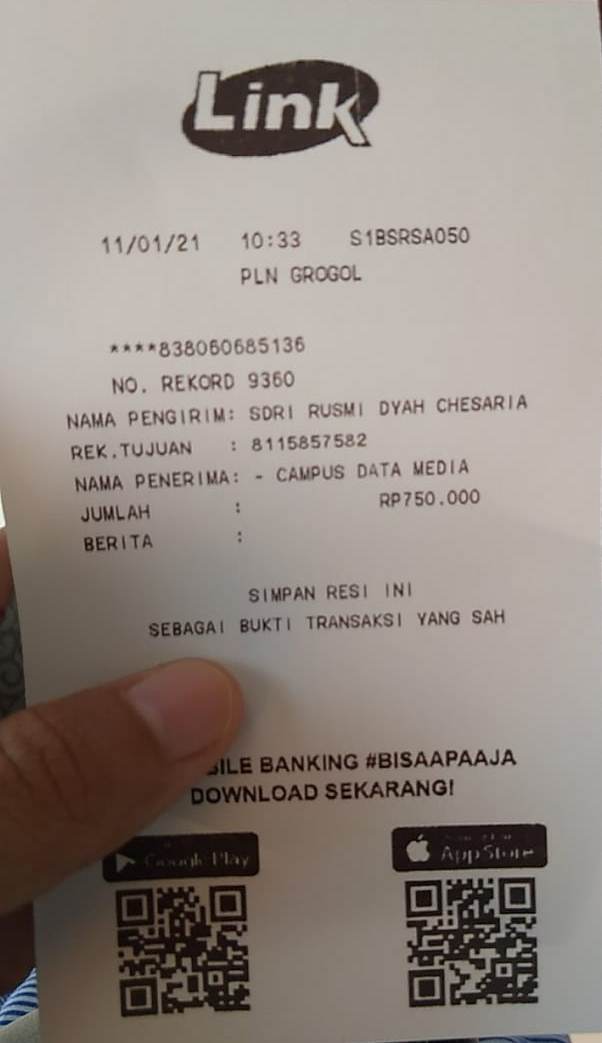 Link
11/01/21 10:33 S1BSRSA050
PLN GROGOL
****838060685136
NO. REKORD 9360
NAMA PENGIRIM: SDRI RUSMI DYAH CHESARIA
REK.TUJUAN : 8115857582
NAMA PENERIMA: - CAMPUS DATA MEDIA
JUMLAH : RP750.000
BERITA :
SIMPAN RESI INI
SEBAGAI BUKTI TRANSAKSI YANG SAH
BANKING #BISAAPAAJA
DOWNLOAD SEKARANG!
Google Play
App Store